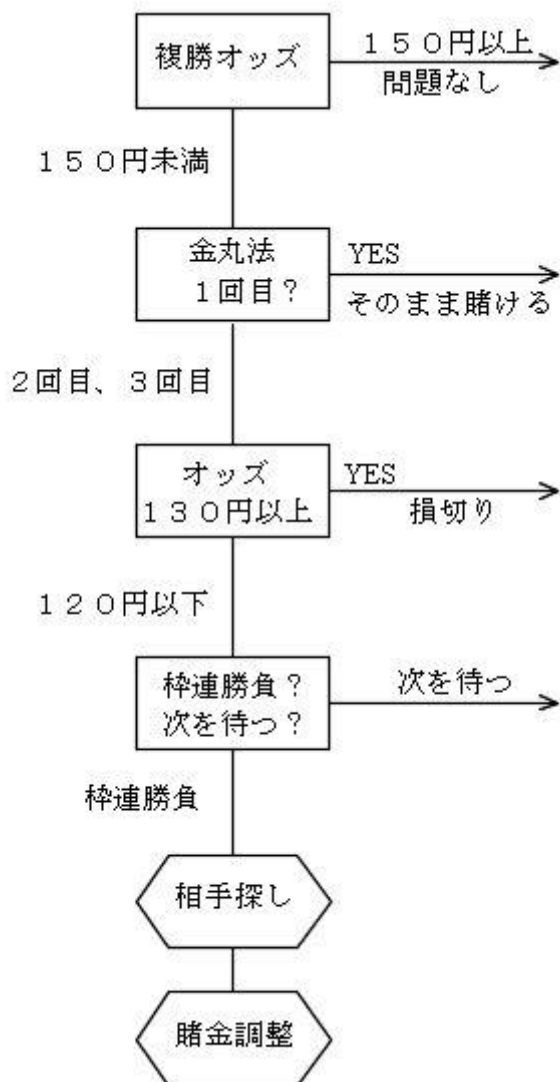 複勝オッズ
１５０円以上
問題なし
１５０円未満
金丸法
１回目？
YES
そのまま賭ける
２回目、３回目
オッズ
１３０円以上
YES
損切り
１２０円以下
枠連勝負？
次を待つ？
次を待つ
枠連勝負
相手探し
賭金調整